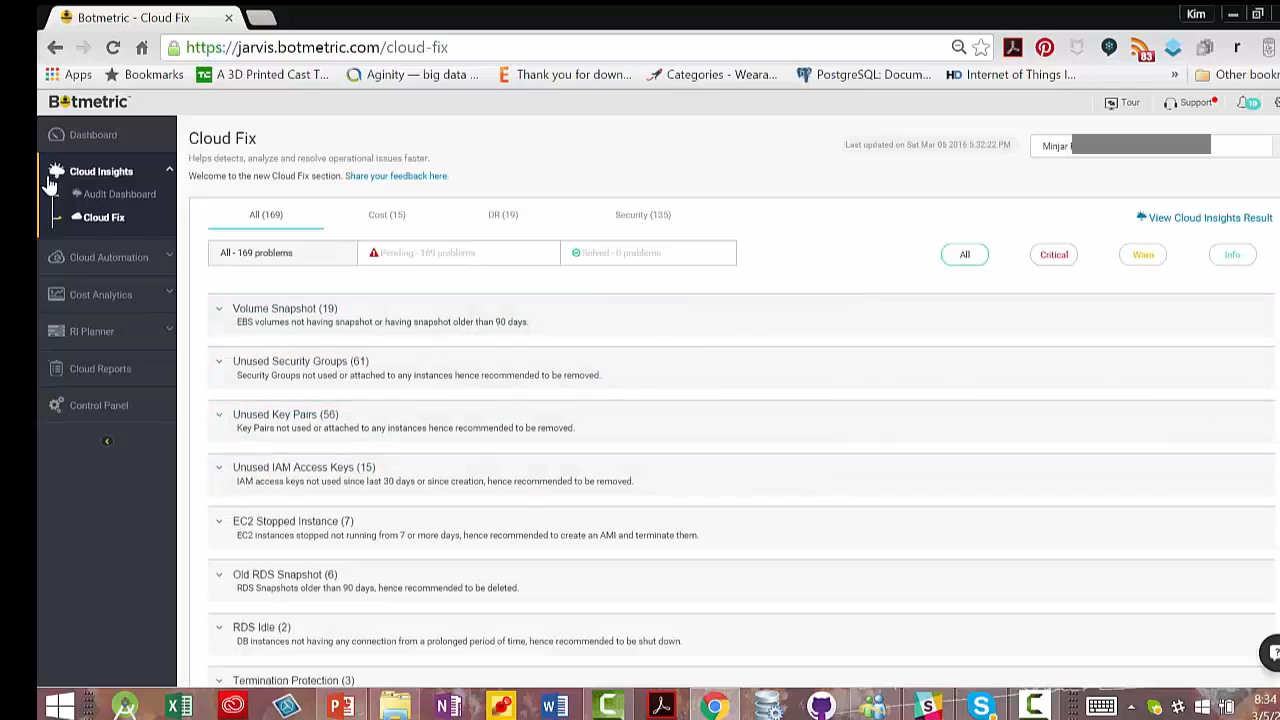 Botmetric - Cloud Fix
Kim
https://jarvis.botmetric.com/cloud-fix
83
Apps
Bookmarks
A 3D Printed Cast T...
Aginity — big data ...
Thank you for down...
Categories - Weara...
PostgreSQL: Docum...
Internet of Things I...
»
Other book
Botmetric
Tour
Support
10
Dashboard
Cloud Insights
Audit Dashboard
Cloud Fix
Cloud Automation
Cost Analytics
RI Planner
Cloud Reports
Control Panel
Cloud Fix
Helps detects, analyze and resolve operational issues faster.
Last updated on Sat Mar 05 2016 5:32:22 PM
Minjar
Welcome to the new Cloud Fix section. Share your feedback here.
All (169)
Cost (15)
DR (19)
Security (135)
View Cloud Insights Result
All - 169 problems
Pending - 169 problems
Solved - 0 problems
All
Critical
Warn
Info
Volume Snapshot (19)
EBS volumes not having snapshot or having snapshot older than 90 days.
Unused Security Groups (61)
Security Groups not used or attached to any instances hence recommended to be removed.
Unused Key Pairs (56)
Key Pairs not used or attached to any instances hence recommended to be removed.
Unused IAM Access Keys (15)
IAM access keys not used since last 30 days or since creation, hence recommended to be removed.
EC2 Stopped Instance (7)
EC2 instances stopped not running from 7 or more days, hence recommended to create an AMI and terminate them.
Old RDS Snapshot (6)
RDS Snapshots older than 90 days, hence recommended to be deleted.
RDS Idle (2)
DB instances not having any connection from a prolonged period of time, hence recommended to be shut down.
Termination Protection (3)
8:34